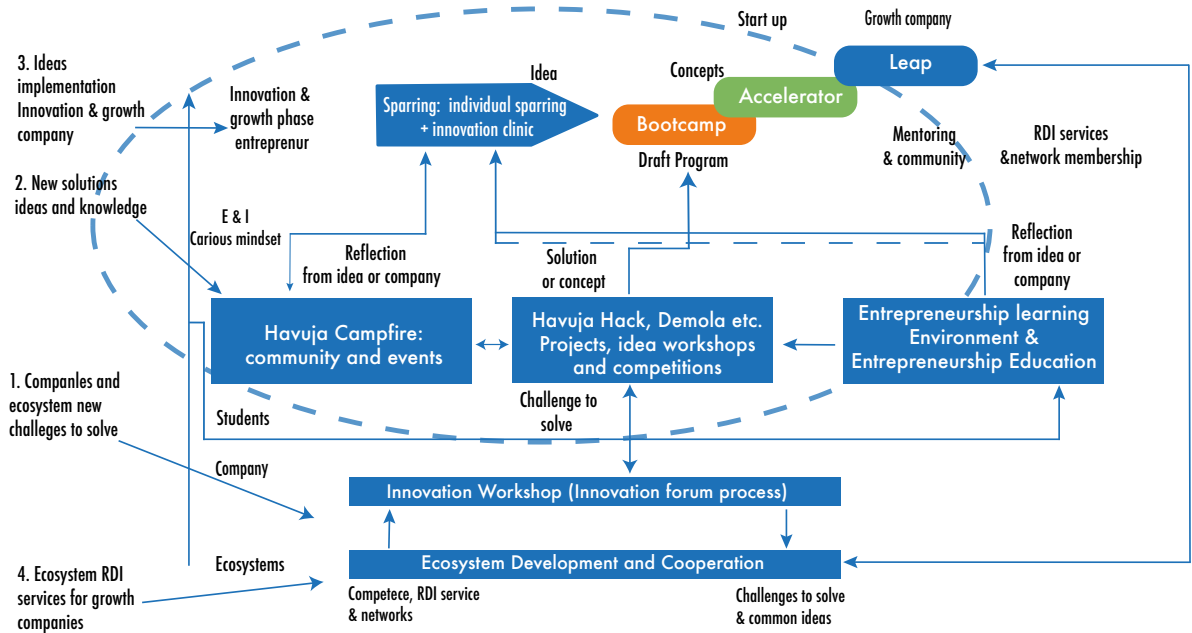 Start up
Growth company
3. Ideas
implementation
Innovation & growth
company
Innovation &
growth phase
entreprenur
Idea
Sparring: individual sparring
+ innovation clinic
Concepts
Leap
Accelerator
Bootcamp
Draft Program
Mentoring
& community
RDI services
&network membership
2. New solutions
ideas and knowledge
E & I
Carious mindset
Reflection
from idea or company
Solution
or concept
Reflection
from idea or
company
Havuja Campfire:
community and events
Havuja Hack, Demola etc.
Projects, idea workshops
and competitions
Entrepreneurship learning
Environment &
Entrepreneurship Education
1. Companles and
ecosystem new
challeges to solve
Students
Challenge to
solve
Company
Innovation Workshop (Innovation forum process)
Ecosystems
Ecosystem Development and Cooperation
4. Ecosystem RDI
services for growth
companies
Competece, RDI service
& networks
Challenges to solve
& common ideas